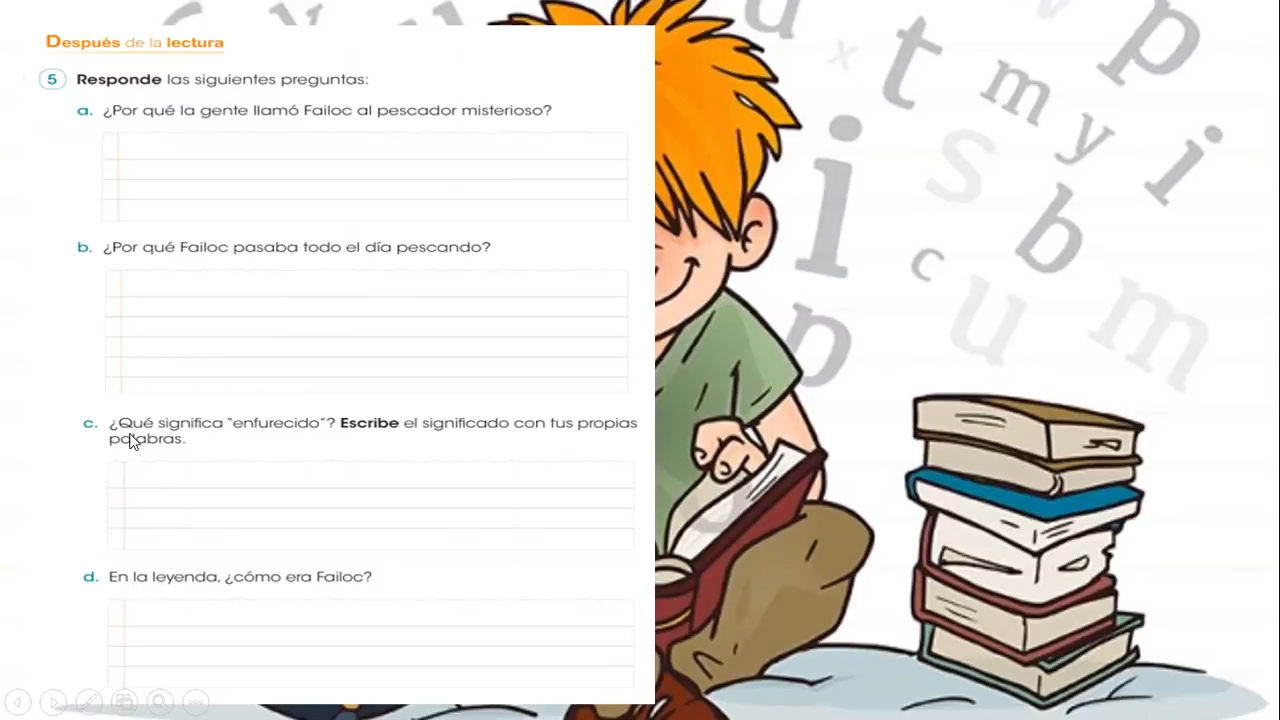 Después de la lectura
5 Responde las siguientes preguntas:
a. ¿Por qué la gente llamó Failoc al pescador misterioso?
b. ¿Por qué Failoc pasaba todo el día pescando?
c. ¿Qué significa "enfurecido"? Escribe el significado con tus propias
palabras.
d. En la leyenda, ¿cómo era Failoc?
t
p
m
y
i
x
i
s
b
c
u
m
p